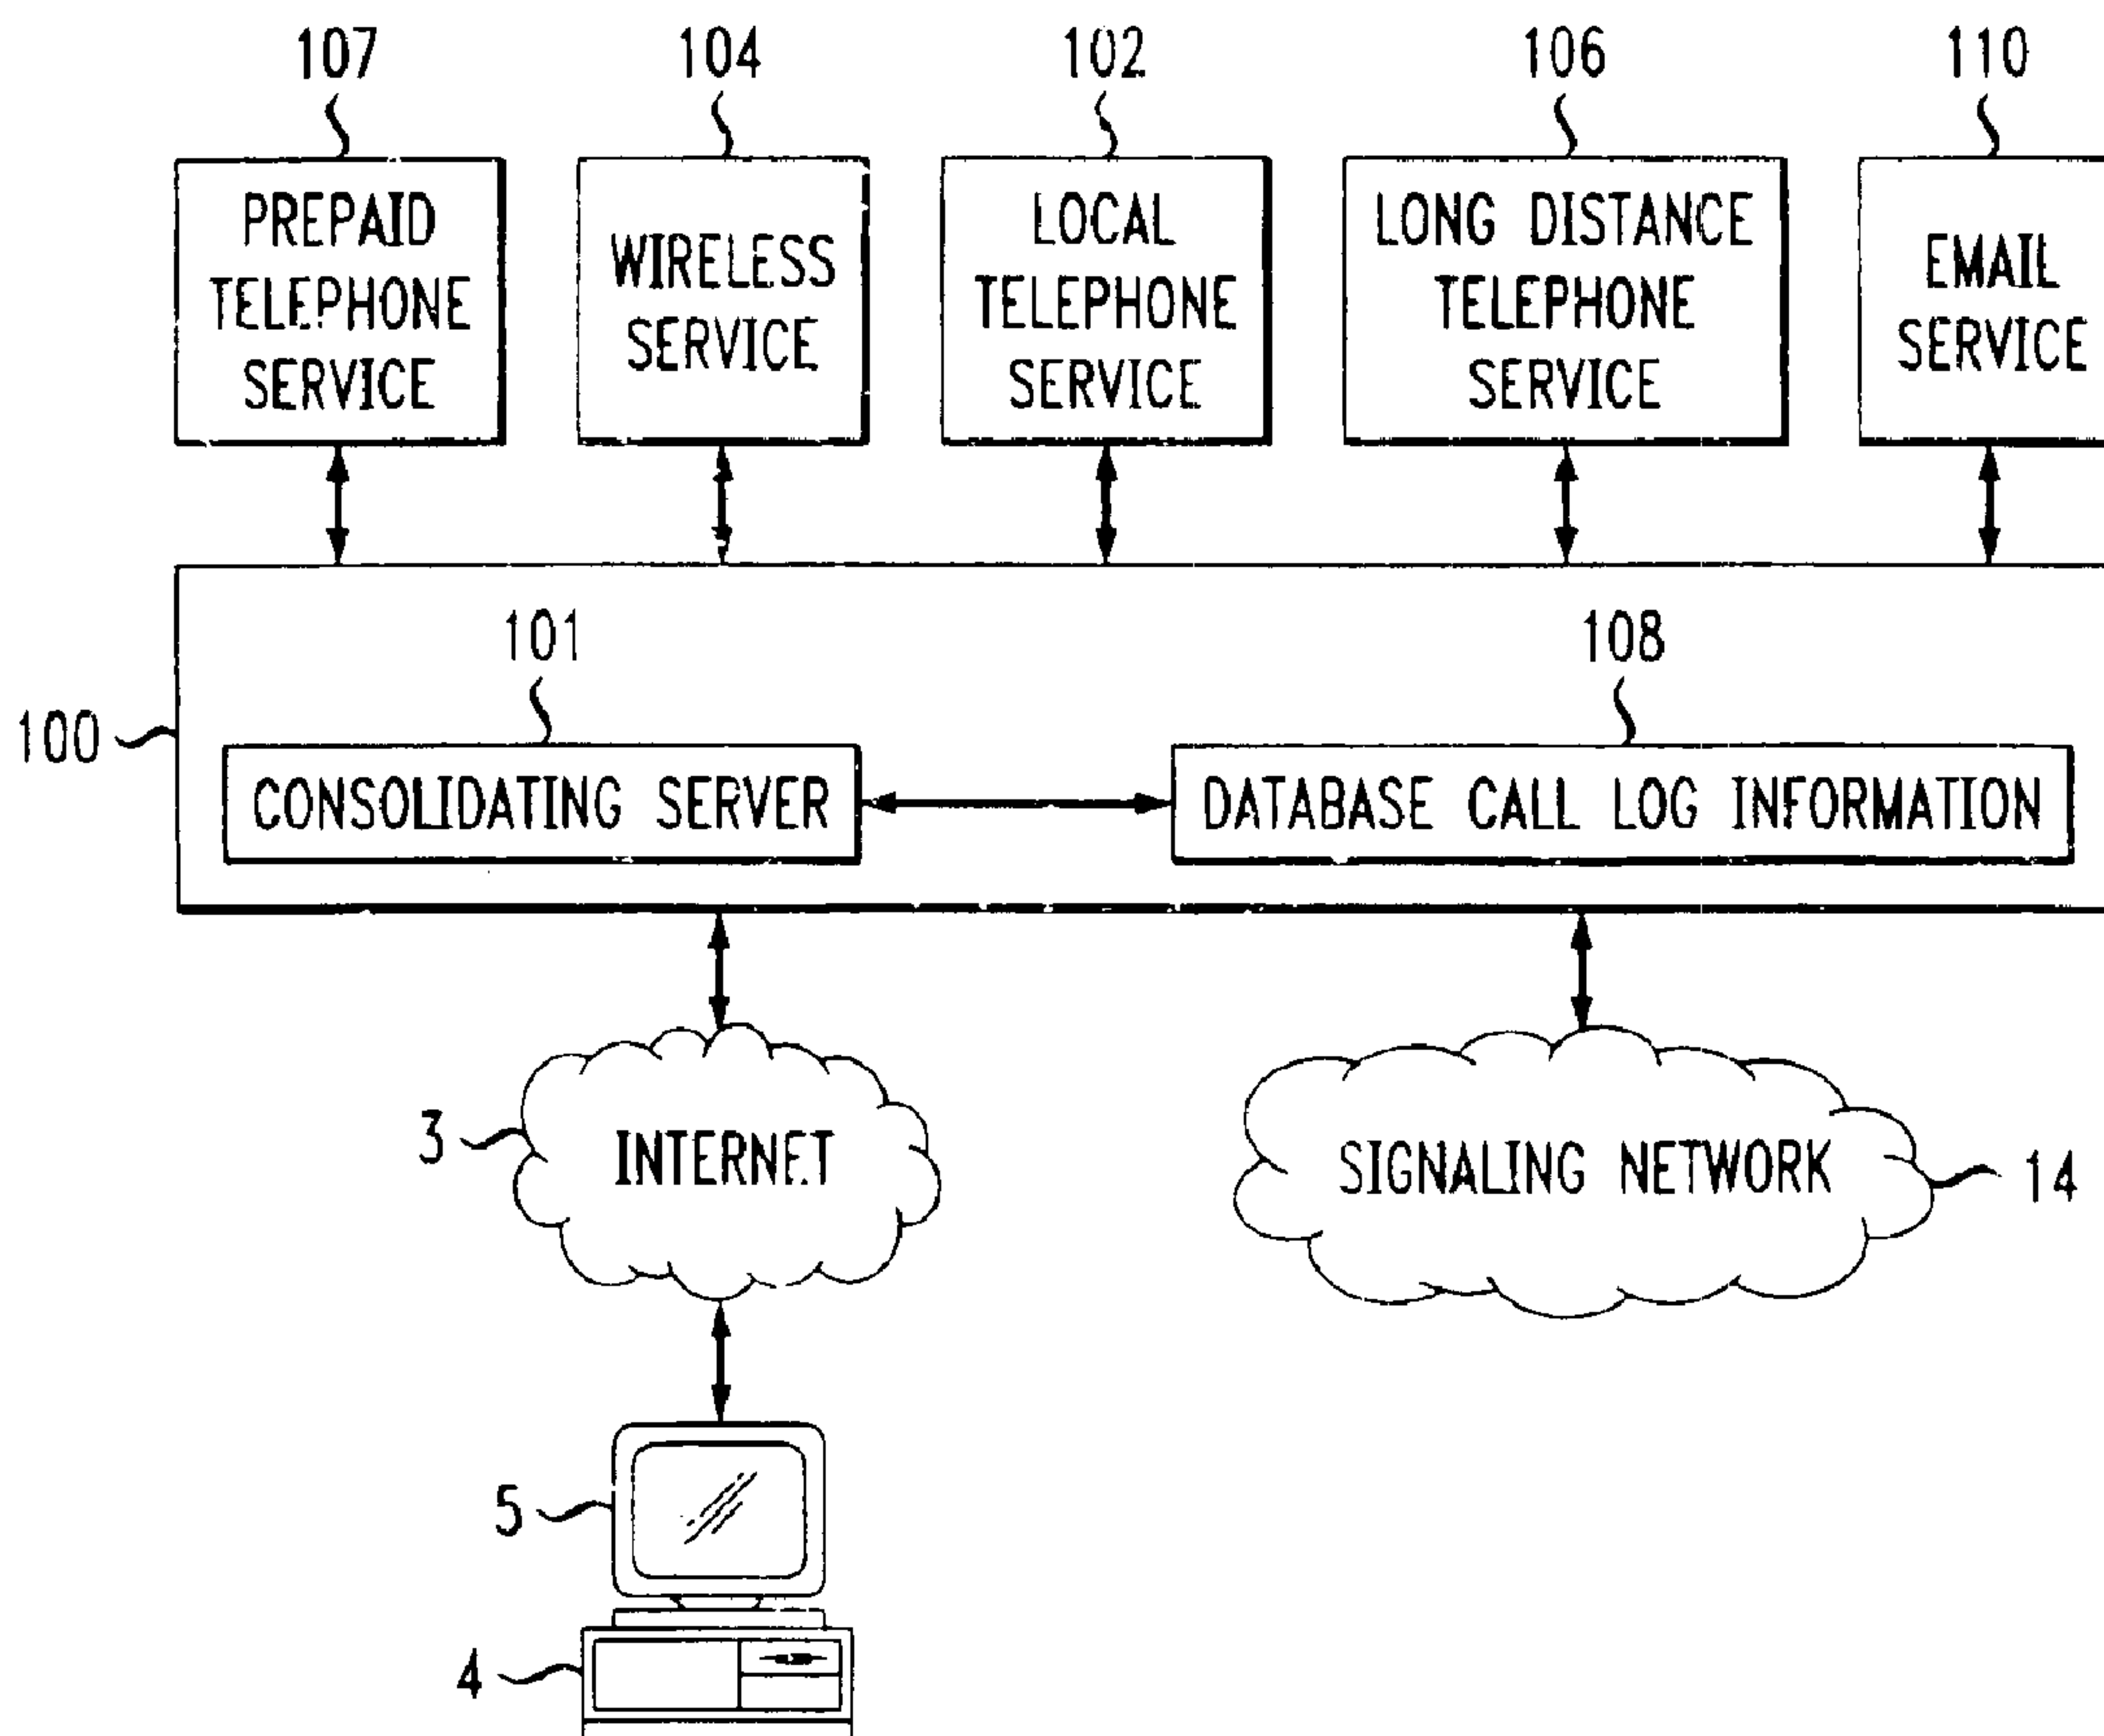 107
104
102
106
110
PREPAID
TELEPHONE
SERVICE
WIRELESS
SERVICE
LOCAL
TELEPHONE
SERVICE
LONG DISTANCE
TELEPHONE
SERVICE
EMAIL
SERVICE
101
108
100
CONSOLIDATING SERVER
DATABASE CALL LOG INFORMATION
3
INTERNET
SIGNALING NETWORK
14
5
4